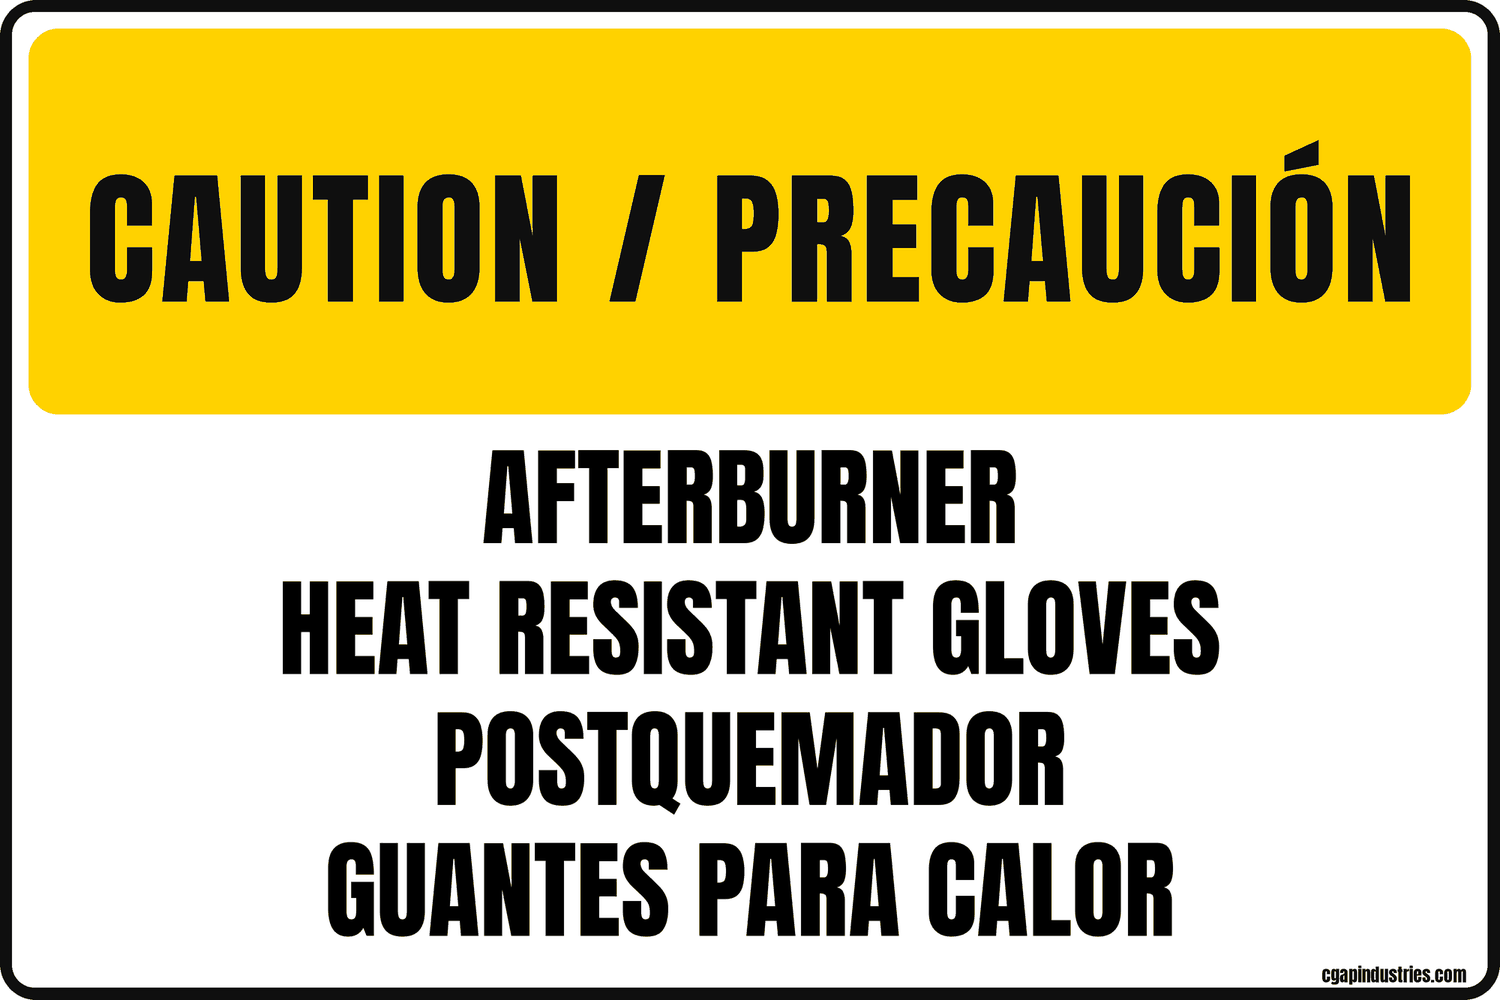 CAUTION / PRECAUCIÓN
AFTERBURNER
HEAT RESISTANT GLOVES
POSTQUEMADOR
GUANTES PARA CALOR
cgapindustries.com